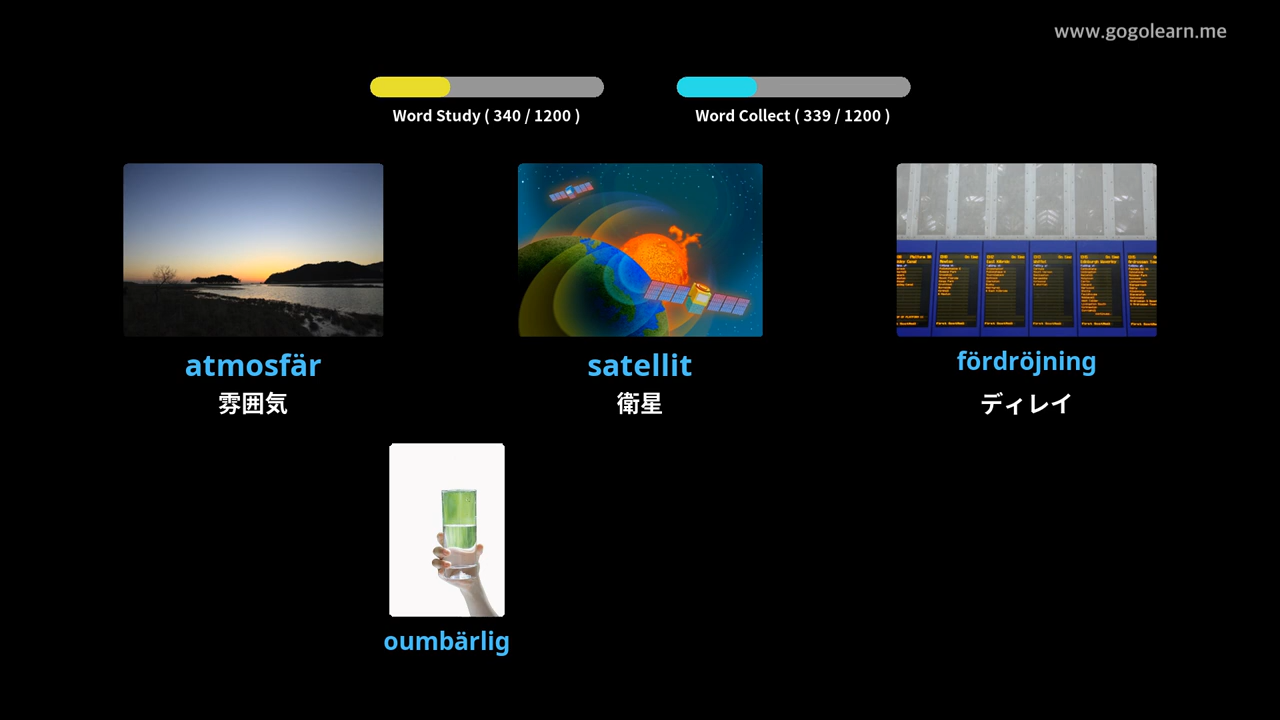 www.gogolearn.me
Word Study ( 340 / 1200 )
Word Collect ( 339 / 1200 )
atmosfär
satellit
fördröjning
雰囲気
衛星
ディレイ
oumbärlig